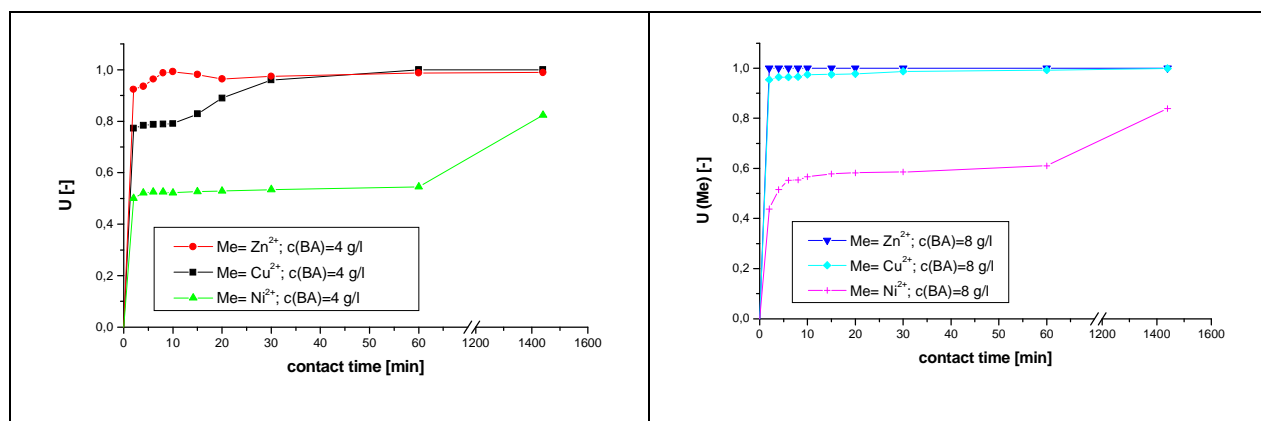 1,0
0,8
0,6
0,4
0,2
0,0
U [-]
Me= Zn²⁺; c(BA)=4 g/l
Me= Cu²⁺; c(BA)=4 g/l
Me= Ni²⁺; c(BA)=4 g/l
0 10 20 30 40 50 60 1200 1400 1600
contact time [min]
1,0
0,8
0,6
0,4
0,2
0,0
U (Me) [-]
Me= Zn²⁺; c(BA)=8 g/l
Me= Cu²⁺; c(BA)=8 g/l
Me= Ni²⁺; c(BA)=8 g/l
0 10 20 30 40 50 60 1200 1400 1600
contact time [min]